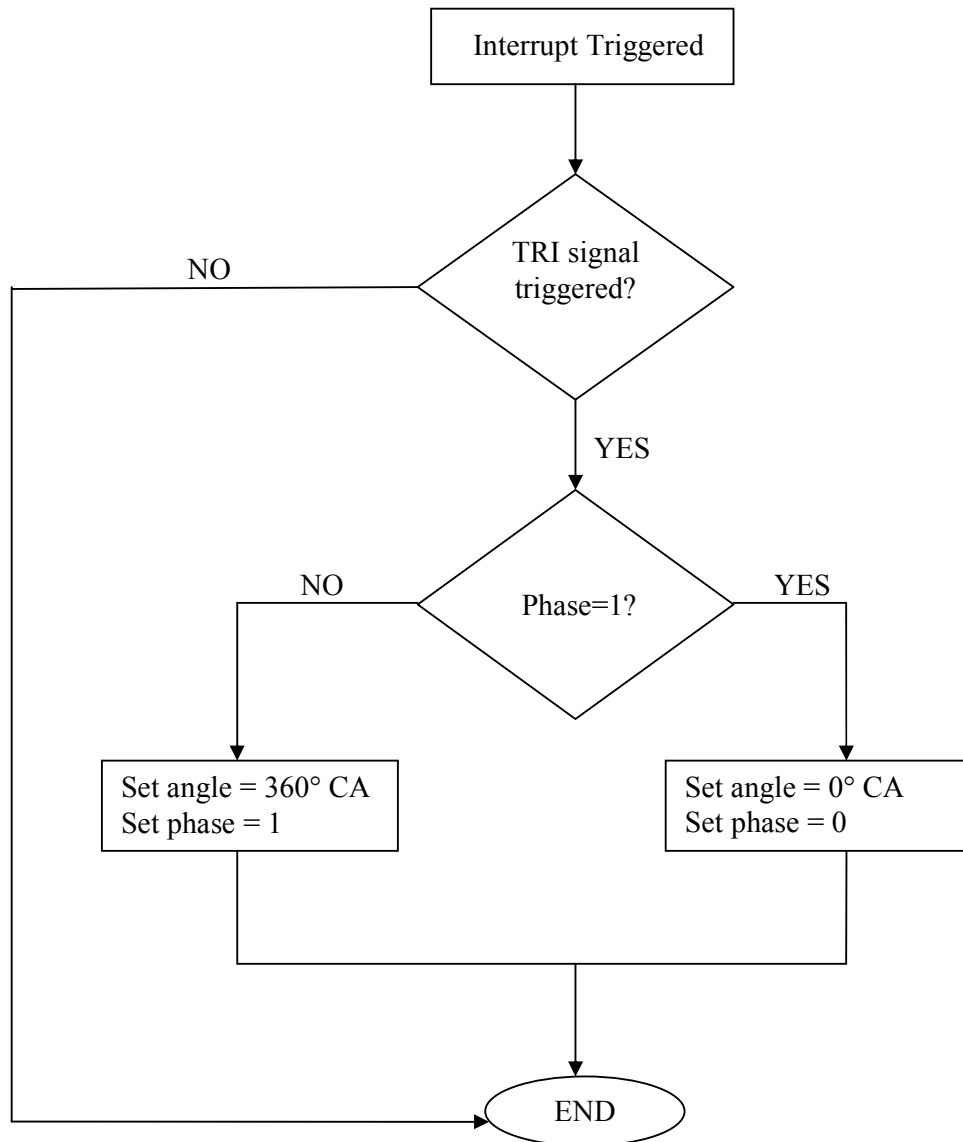 Interrupt Triggered
TRI signal
triggered?
NO
YES
Phase=1?
NO
YES
Set angle = 360° CA
Set phase = 1
Set angle = 0° CA
Set phase = 0
END